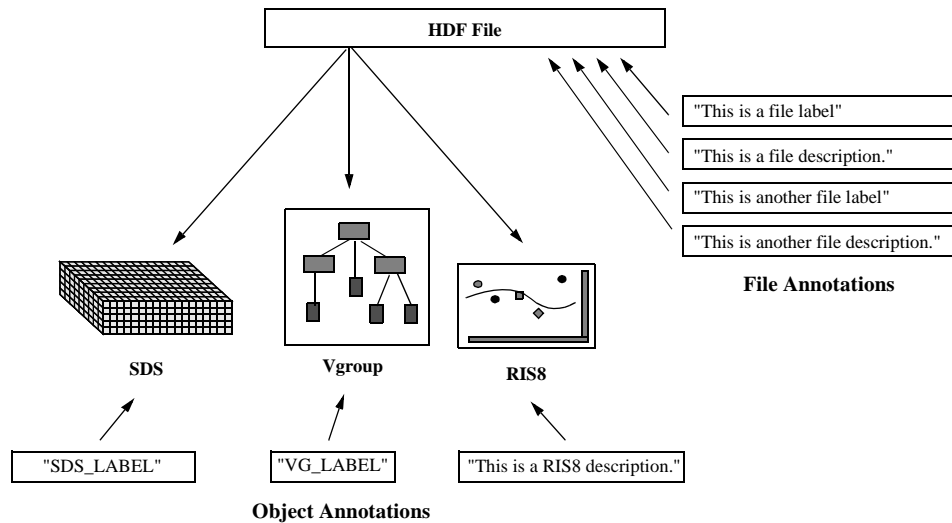 HDF File
"This is a file label"
"This is a file description."
"This is another file label"
"This is another file description."
File Annotations
SDS
Vgroup
RIS8
"SDS_LABEL"
"VG_LABEL"
"This is a RIS8 description."
Object Annotations